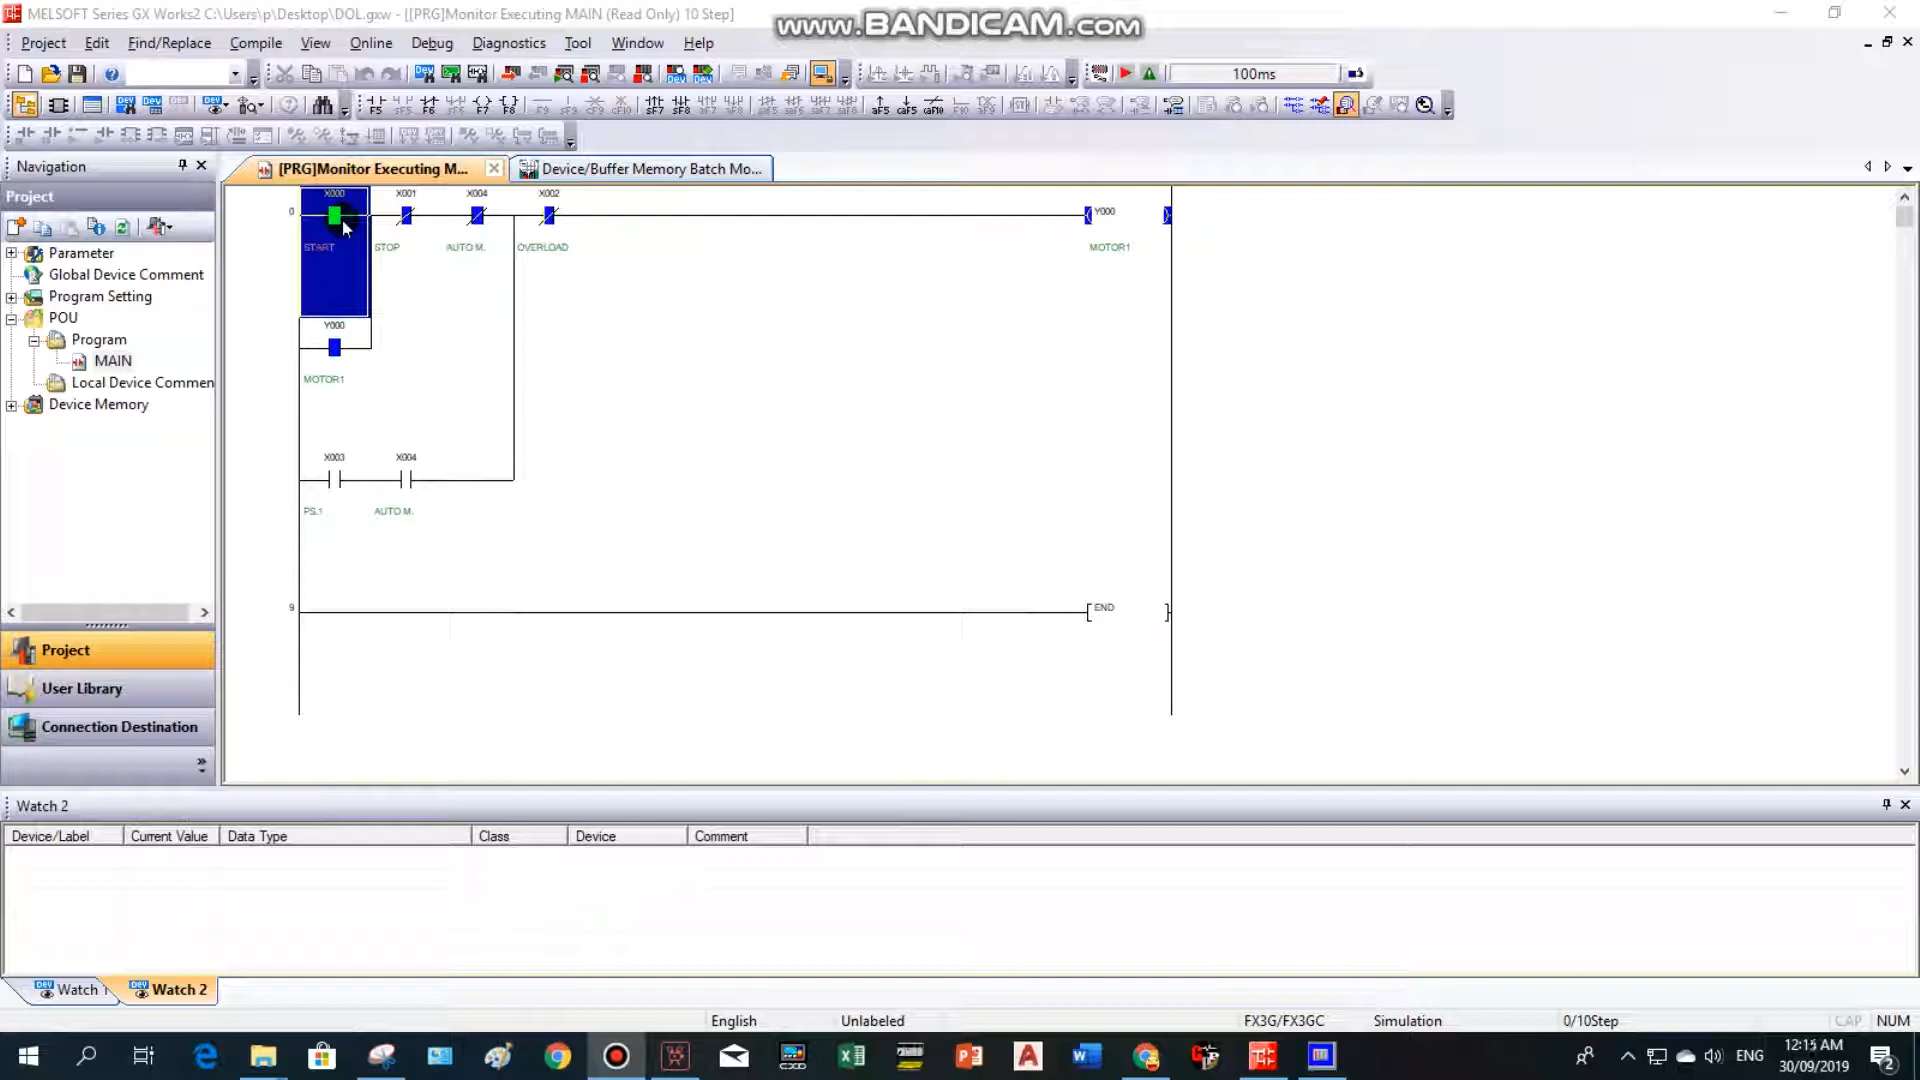 MELSOFT Series GX Works2 C:\Users\p\Desktop\DOL.gxw - [[PRG]Monitor Executing MAIN (Read Only) 10 Step]
www.BANDICAM.com
Project Edit Find/Replace Compile View Online Debug Diagnostics Tool Window Help
100ms
Navigation
[PRG]Monitor Executing M...
Device/Buffer Memory Batch Mo...
Project
Parameter
Global Device Comment
Program Setting
POU
Program
MAIN
Local Device Commen
Device Memory
Project
User Library
Connection Destination
X000 X001 X004 X002
0
Y000
START STOP AUTO M. OVERLOAD MOTOR1
Y000
MOTOR1
X003 X004
PS.1 AUTO M.
9
END
Watch 2
Device/Label Current Value Data Type Class Device Comment
Watch 1 Watch 2
English Unlabeled FX3G/FX3GC Simulation 0/10Step CAP NUM
ENG
12:15 AM
30/09/2019
2